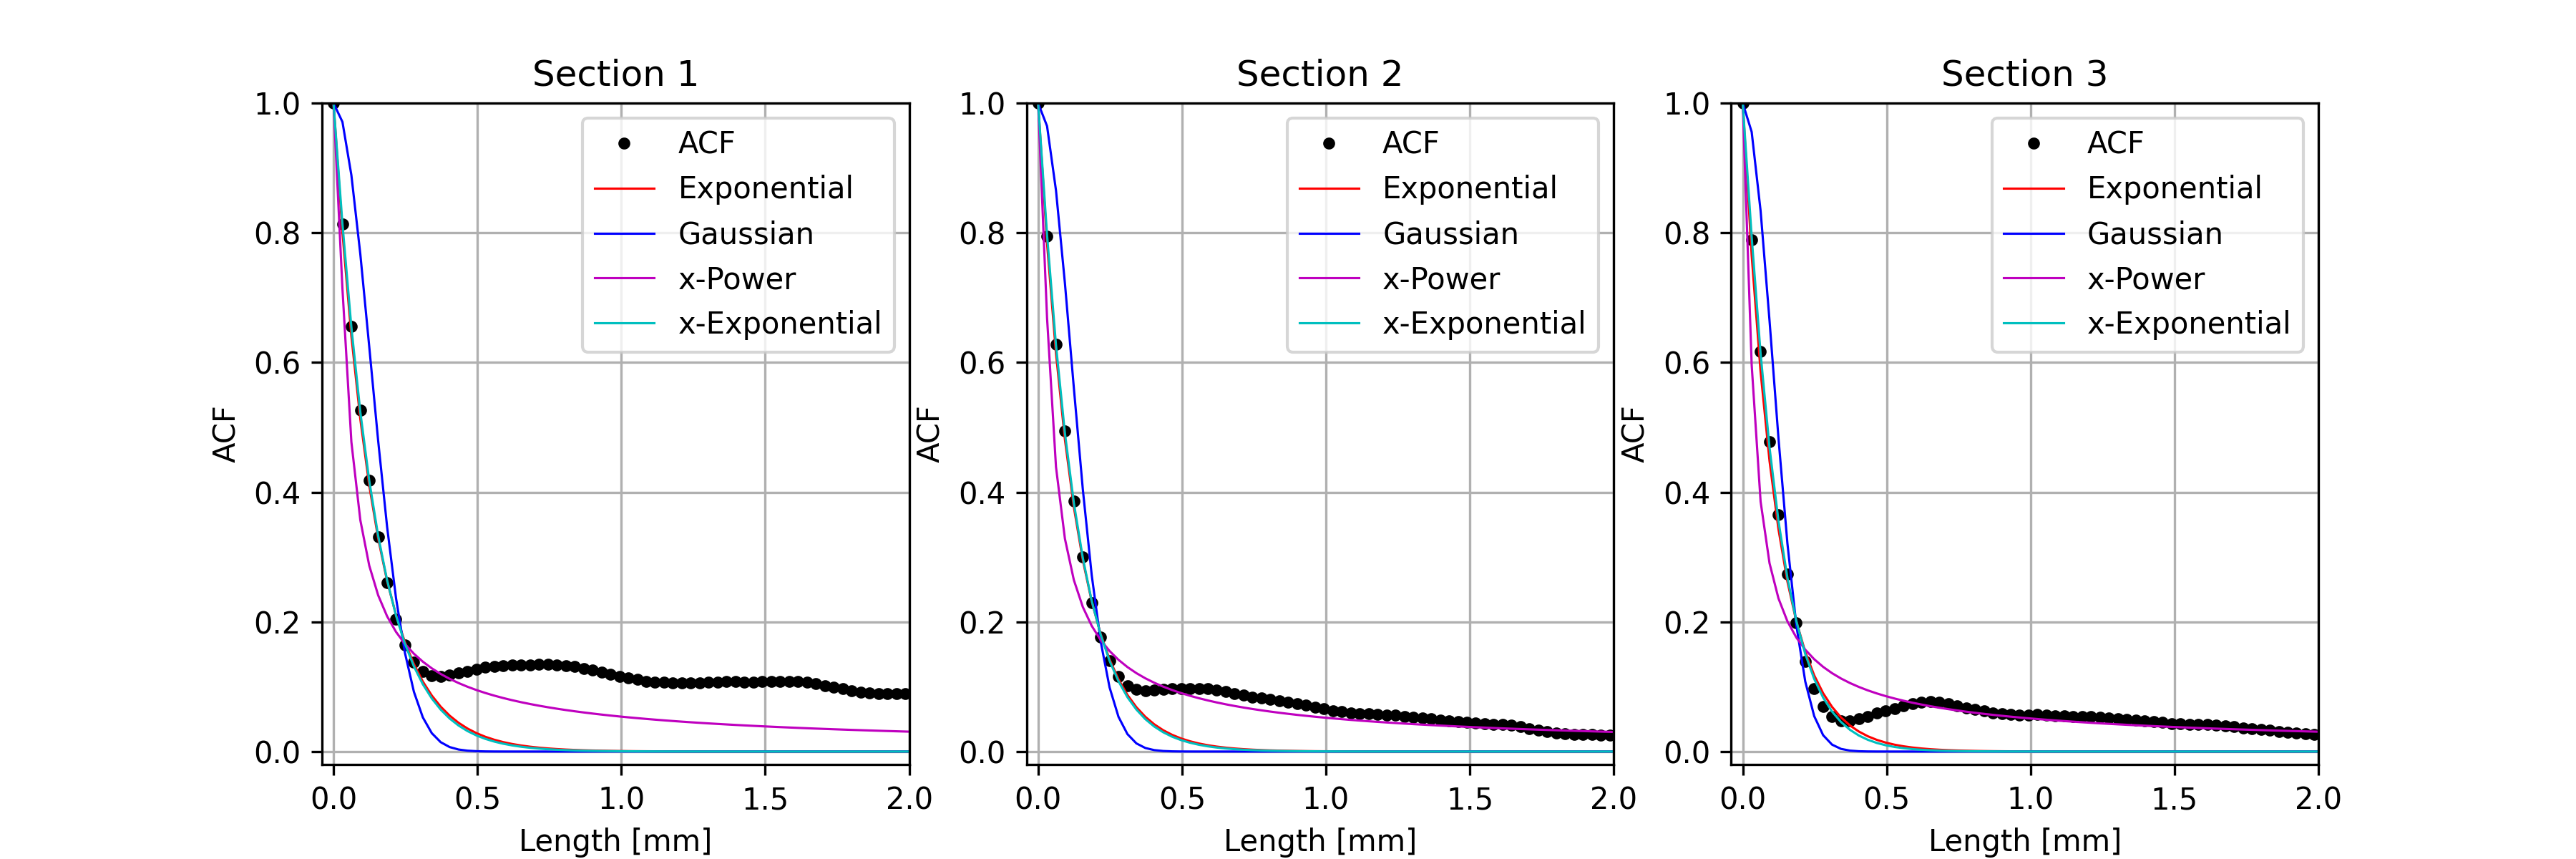 Section 1
1.0
0.8
0.6
0.4
0.2
0.0
ACF
0.0 0.5 1.0 1.5 2.0
Length [mm]
ACF
Exponential
Gaussian
x-Power
x-Exponential
Section 2
1.0
0.8
0.6
0.4
0.2
0.0
ACF
0.0 0.5 1.0 1.5 2.0
Length [mm]
ACF
Exponential
Gaussian
x-Power
x-Exponential
Section 3
1.0
0.8
0.6
0.4
0.2
0.0
ACF
0.0 0.5 1.0 1.5 2.0
Length [mm]
ACF
Exponential
Gaussian
x-Power
x-Exponential